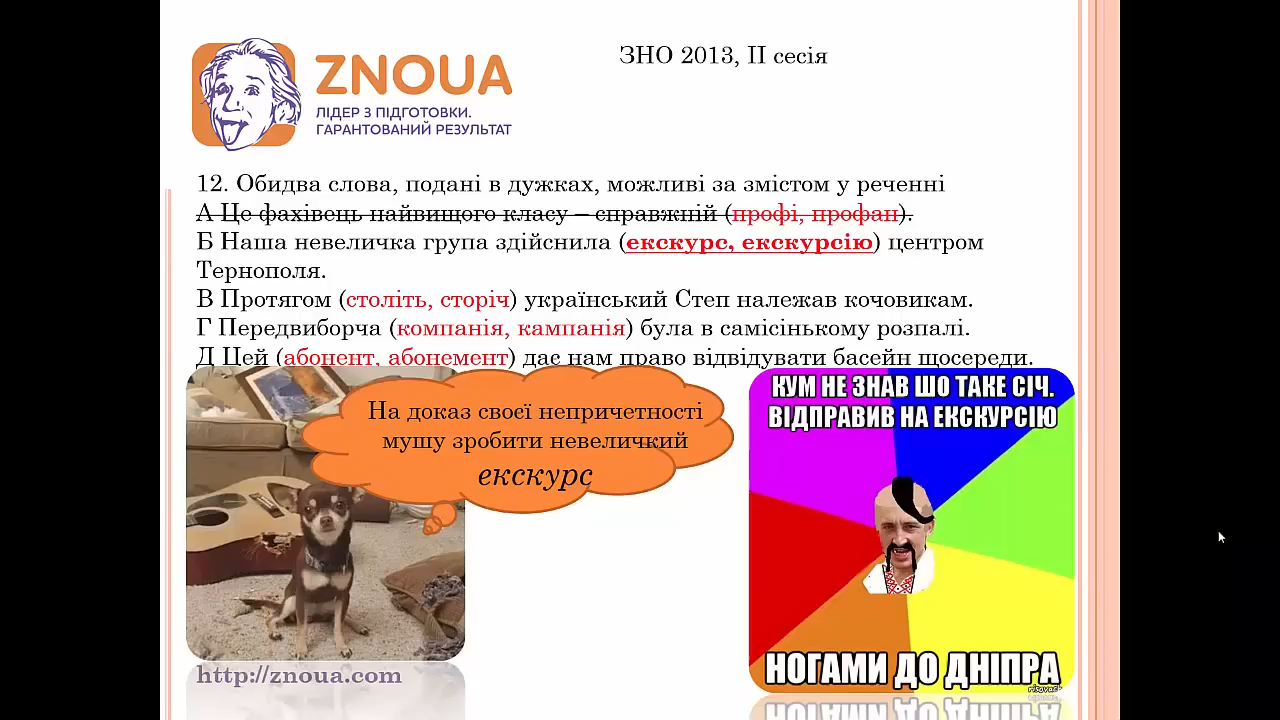 ZNOUA
ЛІДЕР З ПІДГОТОВКИ.
ГАРАНТОВАНИЙ РЕЗУЛЬТАТ
ЗНО 2013, ІІ сесія
12. Обидва слова, подані в дужках, можливі за змістом у реченні
А Це фахівець найвищого класу – справжній (профі, профан).
Б Наша невеличка група здійснила (екскурс, екскурсію) центром
Тернополя.
В Протягом (століть, сторіч) український Степ належав кочовикам.
Г Передвиборча (компанія, кампанія) була в самісінькому розпалі.
Д Цей (абонент, абонемент) дає нам право відвідувати басейн щосереди.
На доказ своєї непричетності
мушу зробити невеличкий
екскурс
КУМ НЕ ЗНАВ ШО ТАКЕ СІЧ.
ВІДПРАВИВ НА ЕКСКУРСІЮ
НОГАМИ ДО ДНІПРА
http://znoua.com